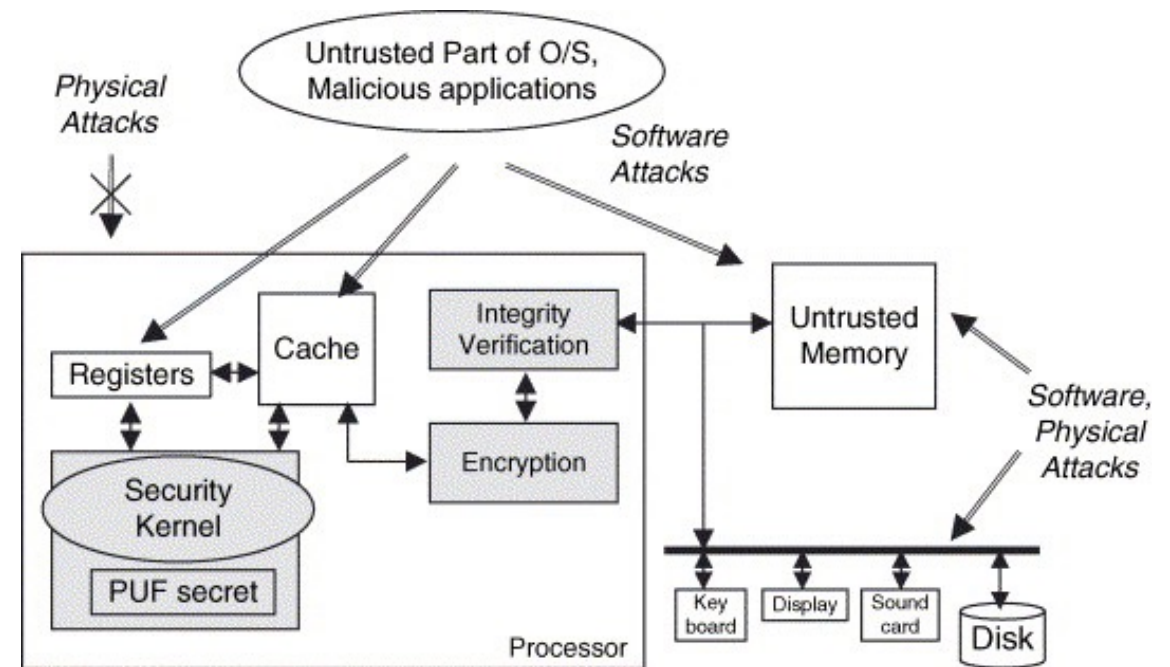 Untrusted Part of O/S,
Malicious applications
Physical
Attacks
Software
Attacks
Integrity
Verification
Untrusted
Memory
Cache
Registers
Software,
Physical
Attacks
Encryption
Security
Kernel
PUF secret
Key
board
Display
Sound
card
Disk
Processor